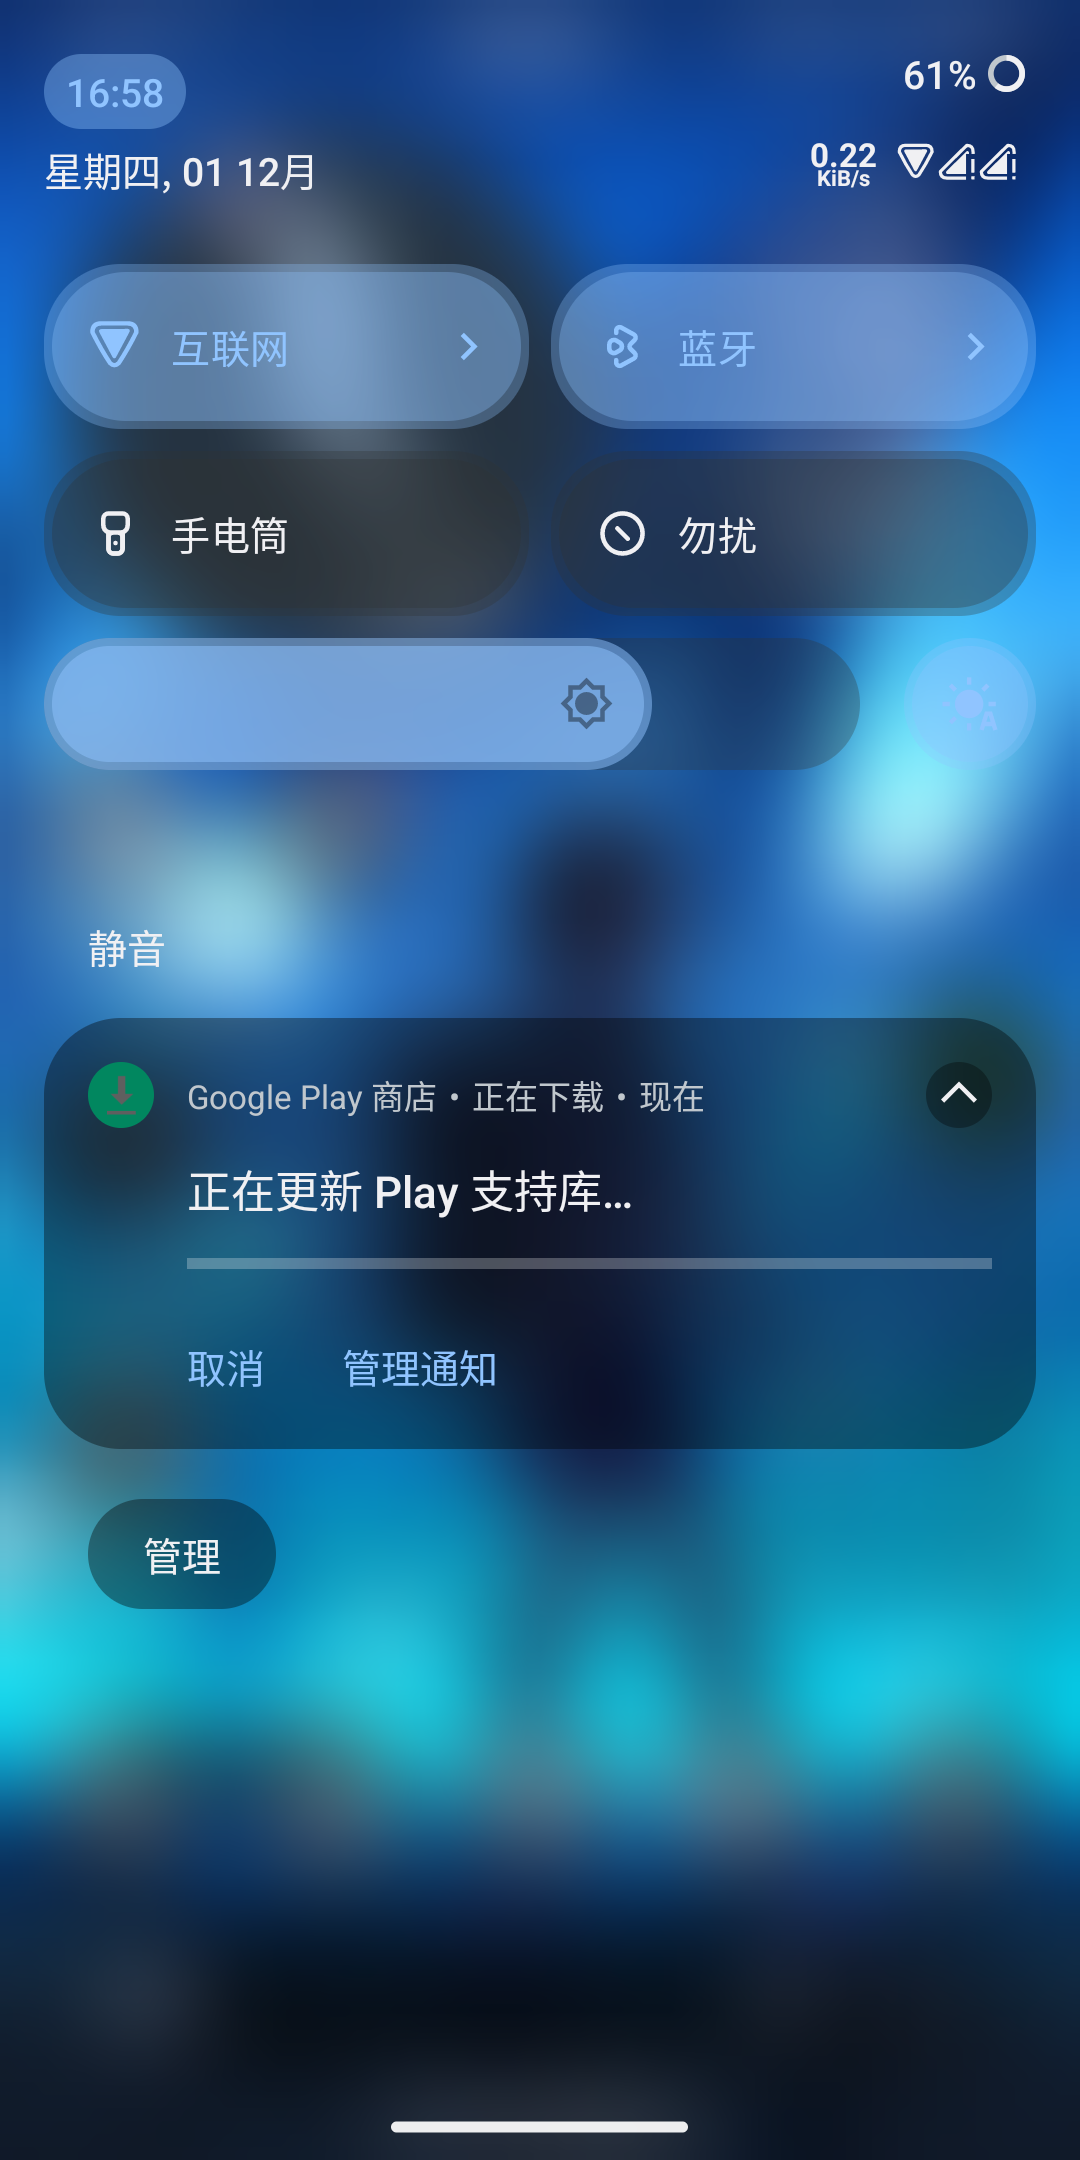 16:58
61%
星期四, 01 12月
0.22
KiB/s
互联网
蓝牙
手电筒
勿扰
A
静音
Google Play 商店 • 正在下载 • 现在
正在更新 Play 支持库…
取消
管理通知
管理